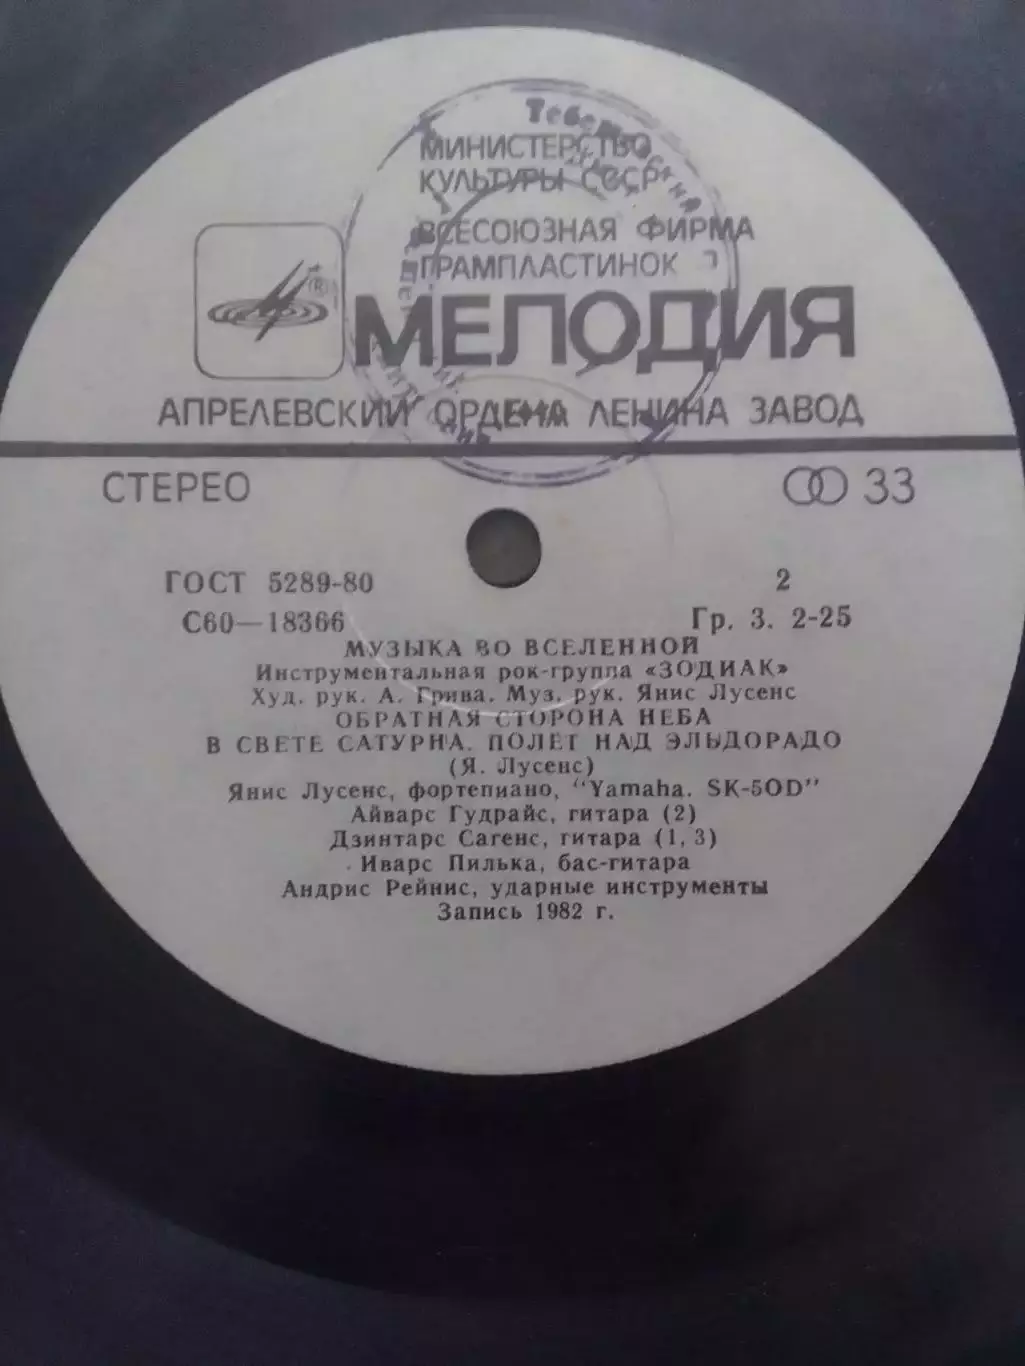 МИНИСТЕРСТВО
КУЛЬТУРЫ СССР
ВСЕСОЮЗНАЯ ФИРМА
ГРАМПЛАСТИНОК
®
МЕЛОДИЯ
АПРЕЛЕВСКИЙ ОРДЕНА ЛЕНИНА ЗАВОД
СТЕРЕО 33
ГОСТ 5289-80 2
С60—18366 Гр. 3. 2-25
МУЗЫКА ВО ВСЕЛЕННОЙ
Инструментальная рок-группа «ЗОДИАК»
Худ. рук. А. Грива. Муз. рук. Янис Лусенс
ОБРАТНАЯ СТОРОНА НЕБА
В СВЕТЕ САТУРНА. ПОЛЕТ НАД ЭЛЬДОРАДО
(Я. Лусенс)
Янис Лусенс, фортепиано, "Yamaha. SK-5OD"
Айварс Гудрайс, гитара (2)
Дзинтарс Сагенс, гитара (1, 3)
Иварс Пилька, бас-гитара
Андрис Рейнис, ударные инструменты
Запись 1982 г.